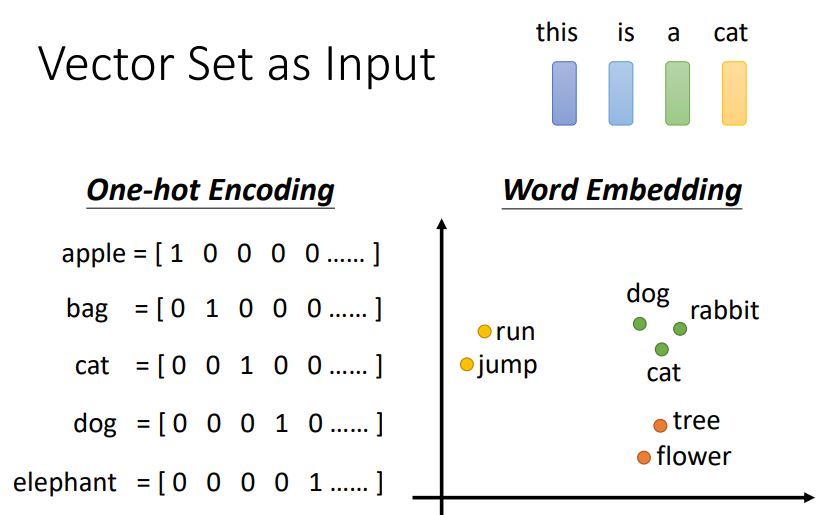 this is a cat
Vector Set as Input
One-hot Encoding
apple = [ 1 0 0 0 0 …… ]
bag = [ 0 1 0 0 0 …… ]
cat = [ 0 0 1 0 0 …… ]
dog = [ 0 0 0 1 0 …… ]
elephant = [ 0 0 0 0 1 …… ]
Word Embedding
dog
rabbit
run
jump
cat
tree
flower